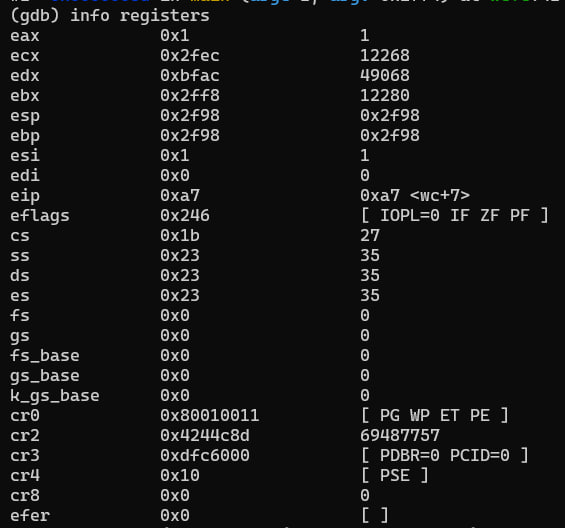 (gdb) info registers
eax 0x1 1
ecx 0x2fec 12268
edx 0xbfac 49068
ebx 0x2ff8 12280
esp 0x2f98 0x2f98
ebp 0x2f98 0x2f98
esi 0x1 1
edi 0x0 0
eip 0xa7 0xa7 <wc+7>
eflags 0x246 [ IOPL=0 IF ZF PF ]
cs 0x1b 27
ss 0x23 35
ds 0x23 35
es 0x23 35
fs 0x0 0
gs 0x0 0
fs_base 0x0 0
gs_base 0x0 0
k_gs_base 0x0 0
cr0 0x80010011 [ PG WP ET PE ]
cr2 0x4244c8d 69487757
cr3 0xdfc6000 [ PDBR=0 PCID=0 ]
cr4 0x10 [ PSE ]
cr8 0x0 0
efer 0x0 [ ]